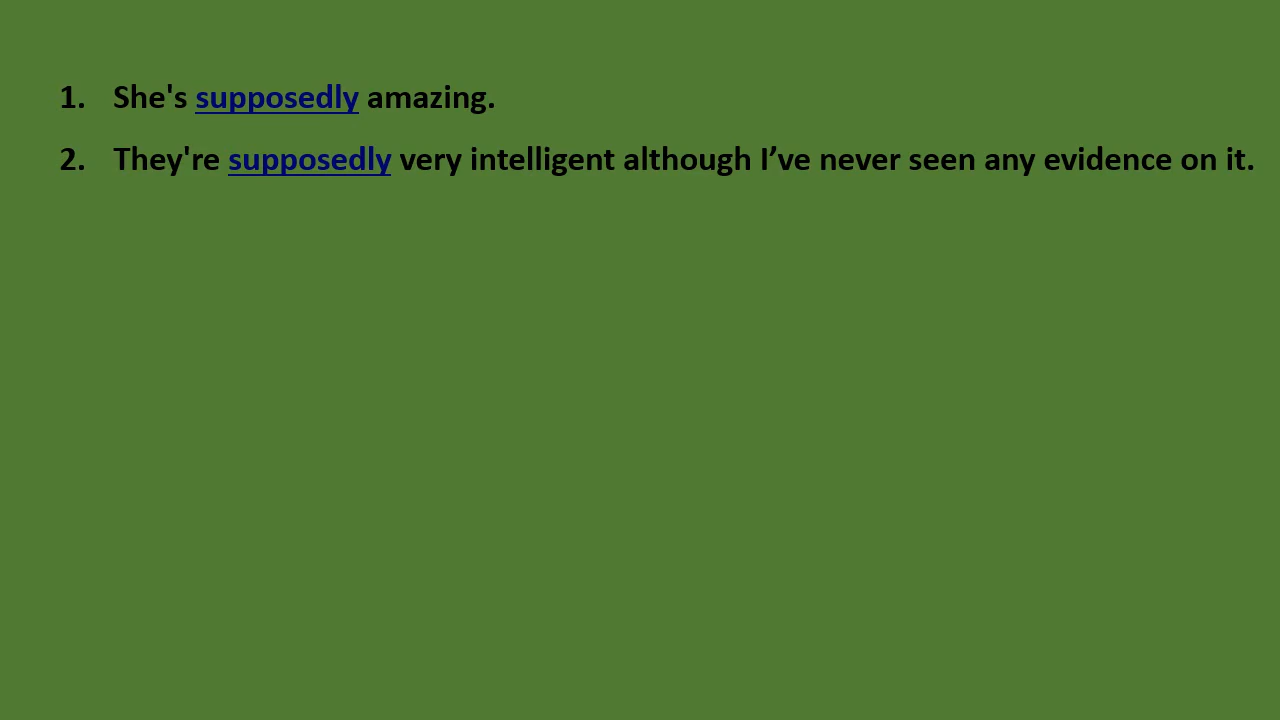 1. She's supposedly amazing.
2. They're supposedly very intelligent although I’ve never seen any evidence on it.